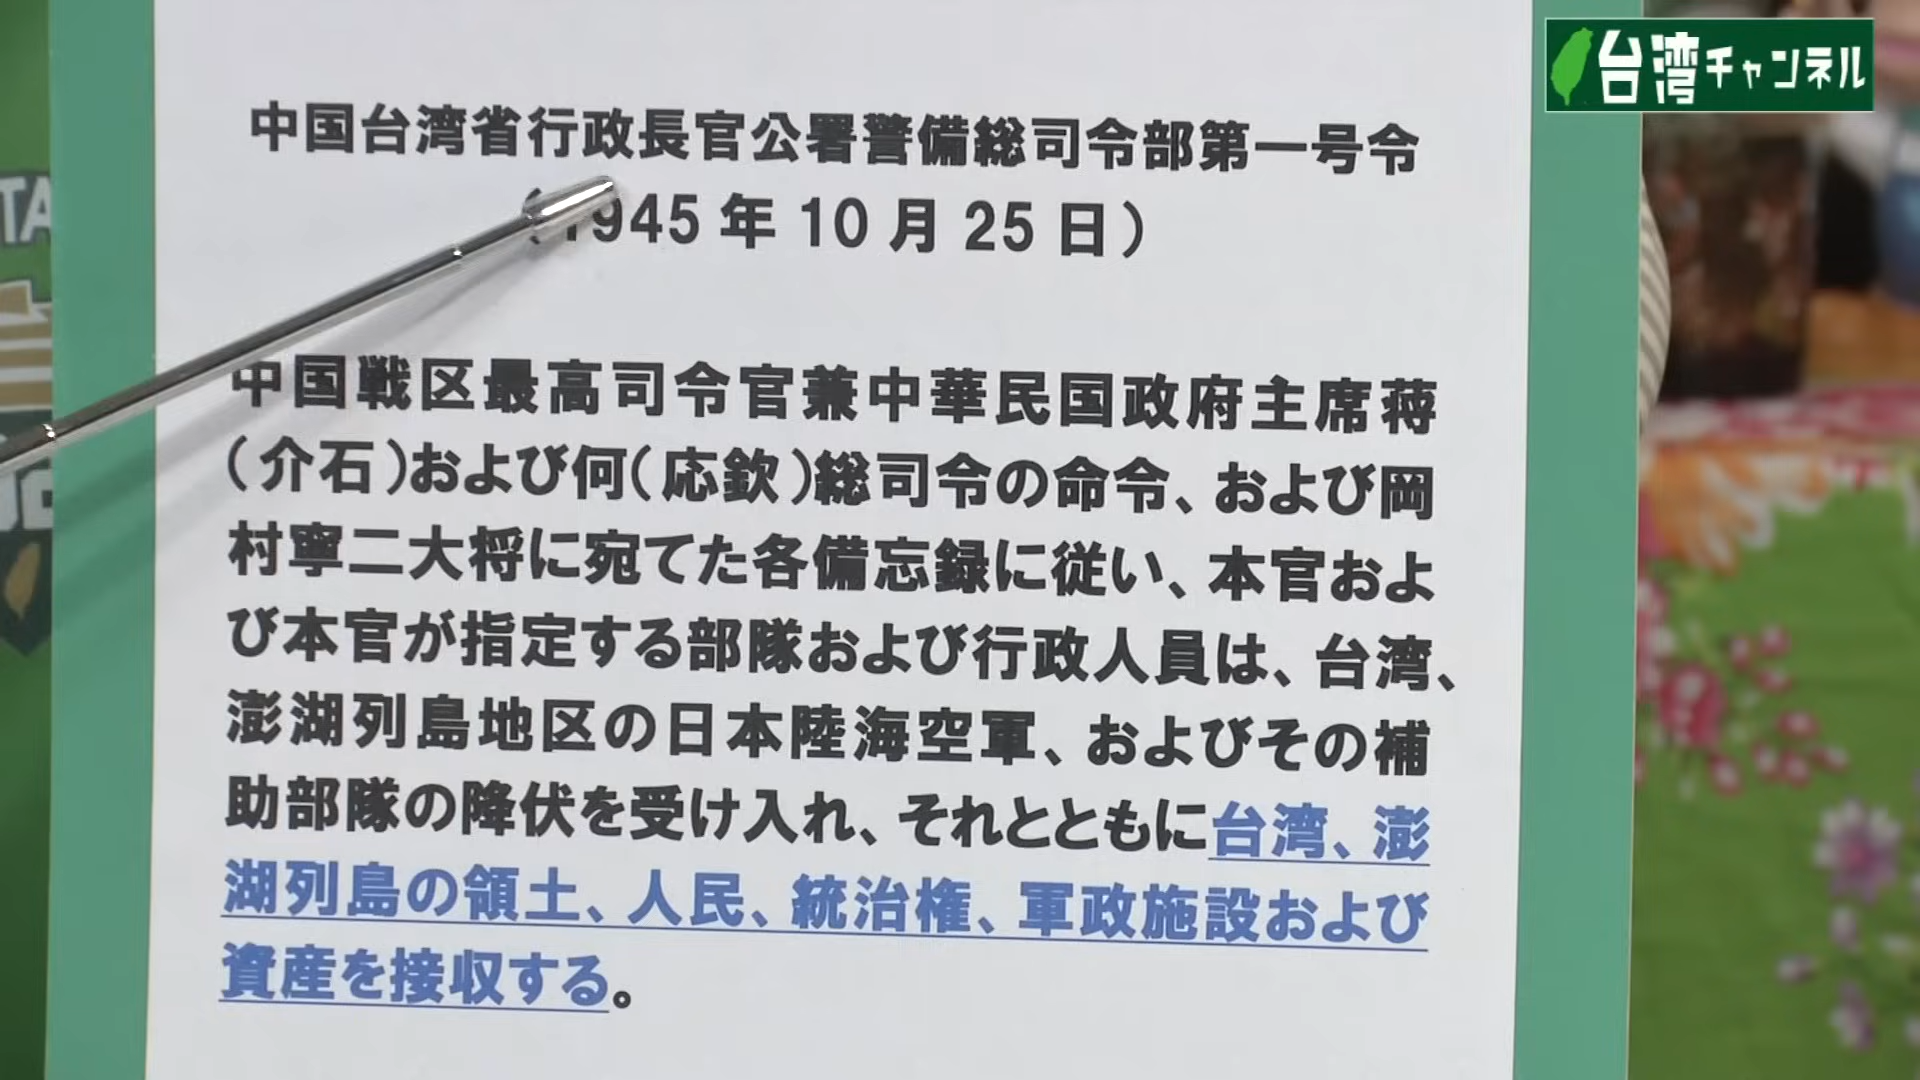 台湾チャンネル
中国台湾省行政長官公署警備総司令部第一号令
(1945年10月25日)
中国戦区最高司令官兼中華民国政府主席蒋
(介石)および何(応欽)総司令の命令、および岡
村寧二大将に宛てた各備忘録に従い、本官およ
び本官が指定する部隊および行政人員は、台湾、
澎湖列島地区の日本陸海空軍、およびその補
助部隊の降伏を受け入れ、それとともに台湾、澎
湖列島の領土、人民、統治権、軍政施設および
資産を接収する。
TA